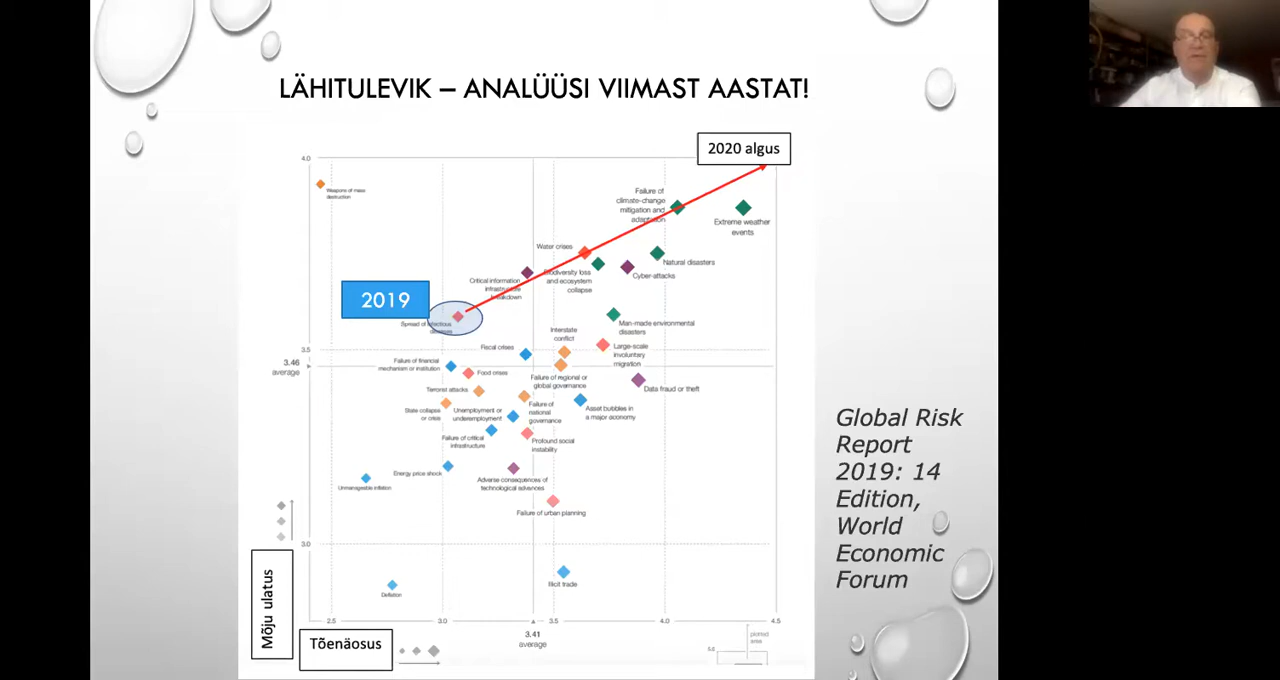 LÄHITULEVIK – ANALÜÜSI VIIMAST AASTAT!
2020 algus
4.0
Weapons of mass
destruction
Failure of
climate-change
mitigation and
adaptation
Extreme weather
events
Water crises
Natural disasters
Biodiversity loss
and ecosystem
collapse
Cyber-attacks
Critical information
infrastructure
breakdown
2019
Spread of infectious
diseases
Man-made environmental
disasters
Interstate
conflict
Fiscal crises
Large-scale
involuntary
migration
3.5
3.46
average
Failure of financial
mechanism or institution
Food crises
Failure of regional or
global governance
Data fraud or theft
Terrorist attacks
State collapse
or crisis
Unemployment or
underemployment
Failure of
national
governance
Asset bubbles in
a major economy
Failure of critical
infrastructure
Profound social
instability
Energy price shock
Unmanageable inflation
Adverse consequences of
technological advances
Failure of urban planning
3.0
Illicit trade
Deflation
Mõju ulatus
2.5
3.0
3.5
4.0
4.5
3.41
average
Tõenäosus
plotted
area
Global Risk
Report
2019: 14
Edition,
World
Economic
Forum